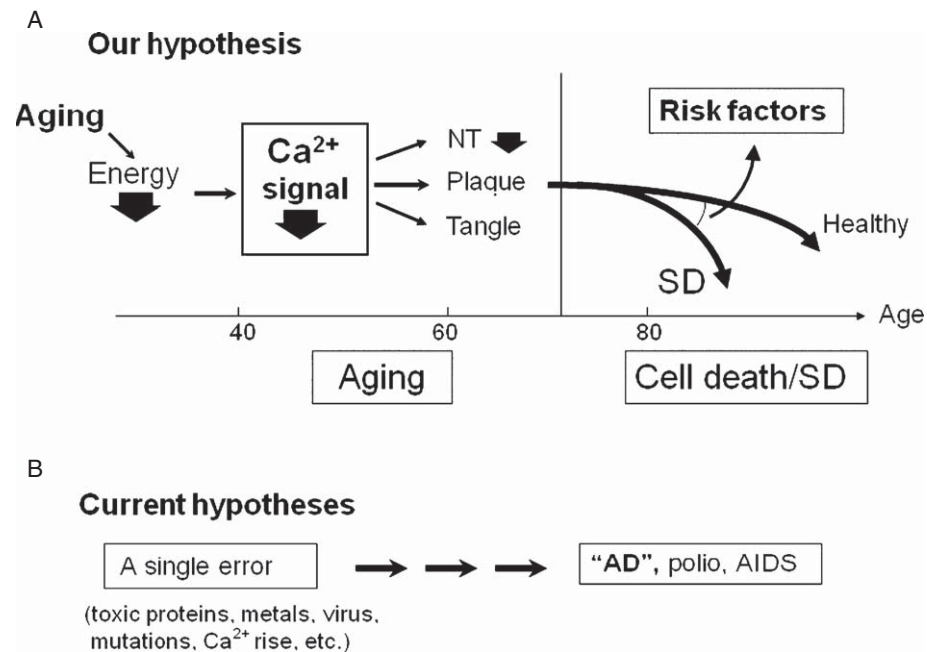 A
Our hypothesis
Aging
Energy
Ca²⁺
signal
NT
Plaque
Tangle
Risk factors
Healthy
SD
Age
40
60
80
Aging
Cell death/SD
B
Current hypotheses
A single error
“AD”, polio, AIDS
(toxic proteins, metals, virus,
mutations, Ca²⁺ rise, etc.)